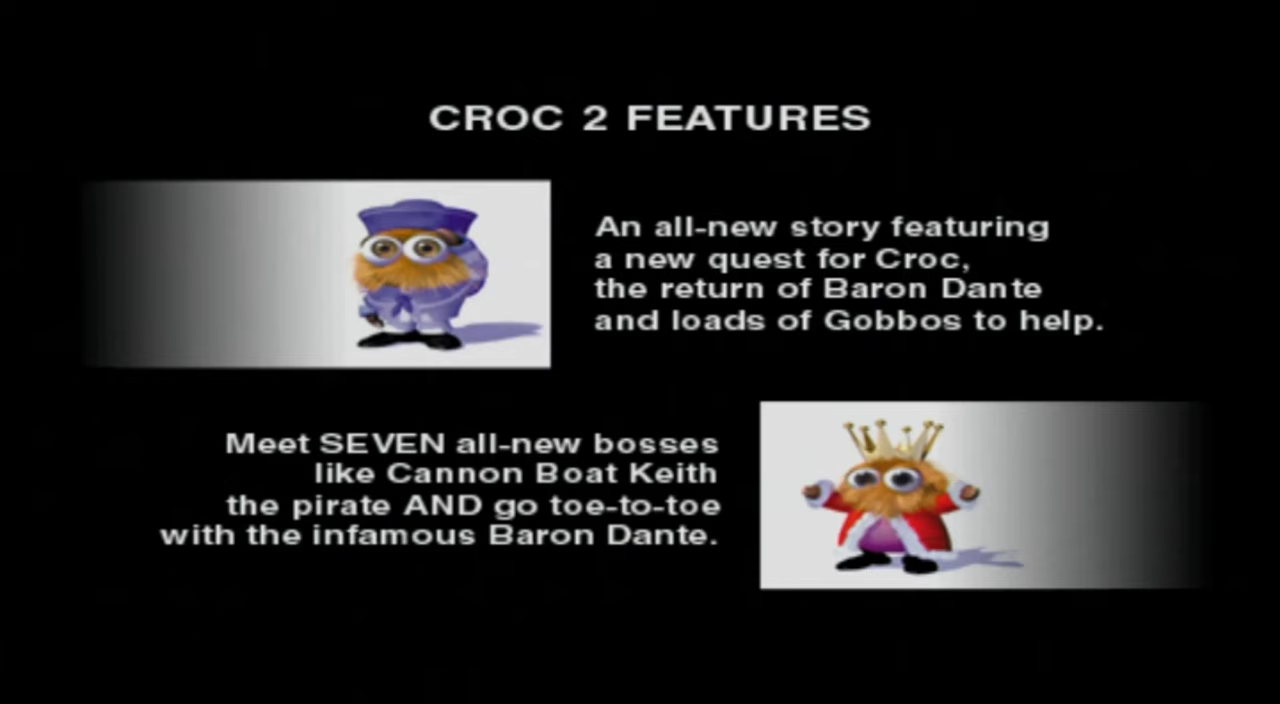 CROC 2 FEATURES
An all-new story featuring
a new quest for Croc,
the return of Baron Dante
and loads of Gobbos to help.
Meet SEVEN all-new bosses
like Cannon Boat Keith
the pirate AND go toe-to-toe
with the infamous Baron Dante.